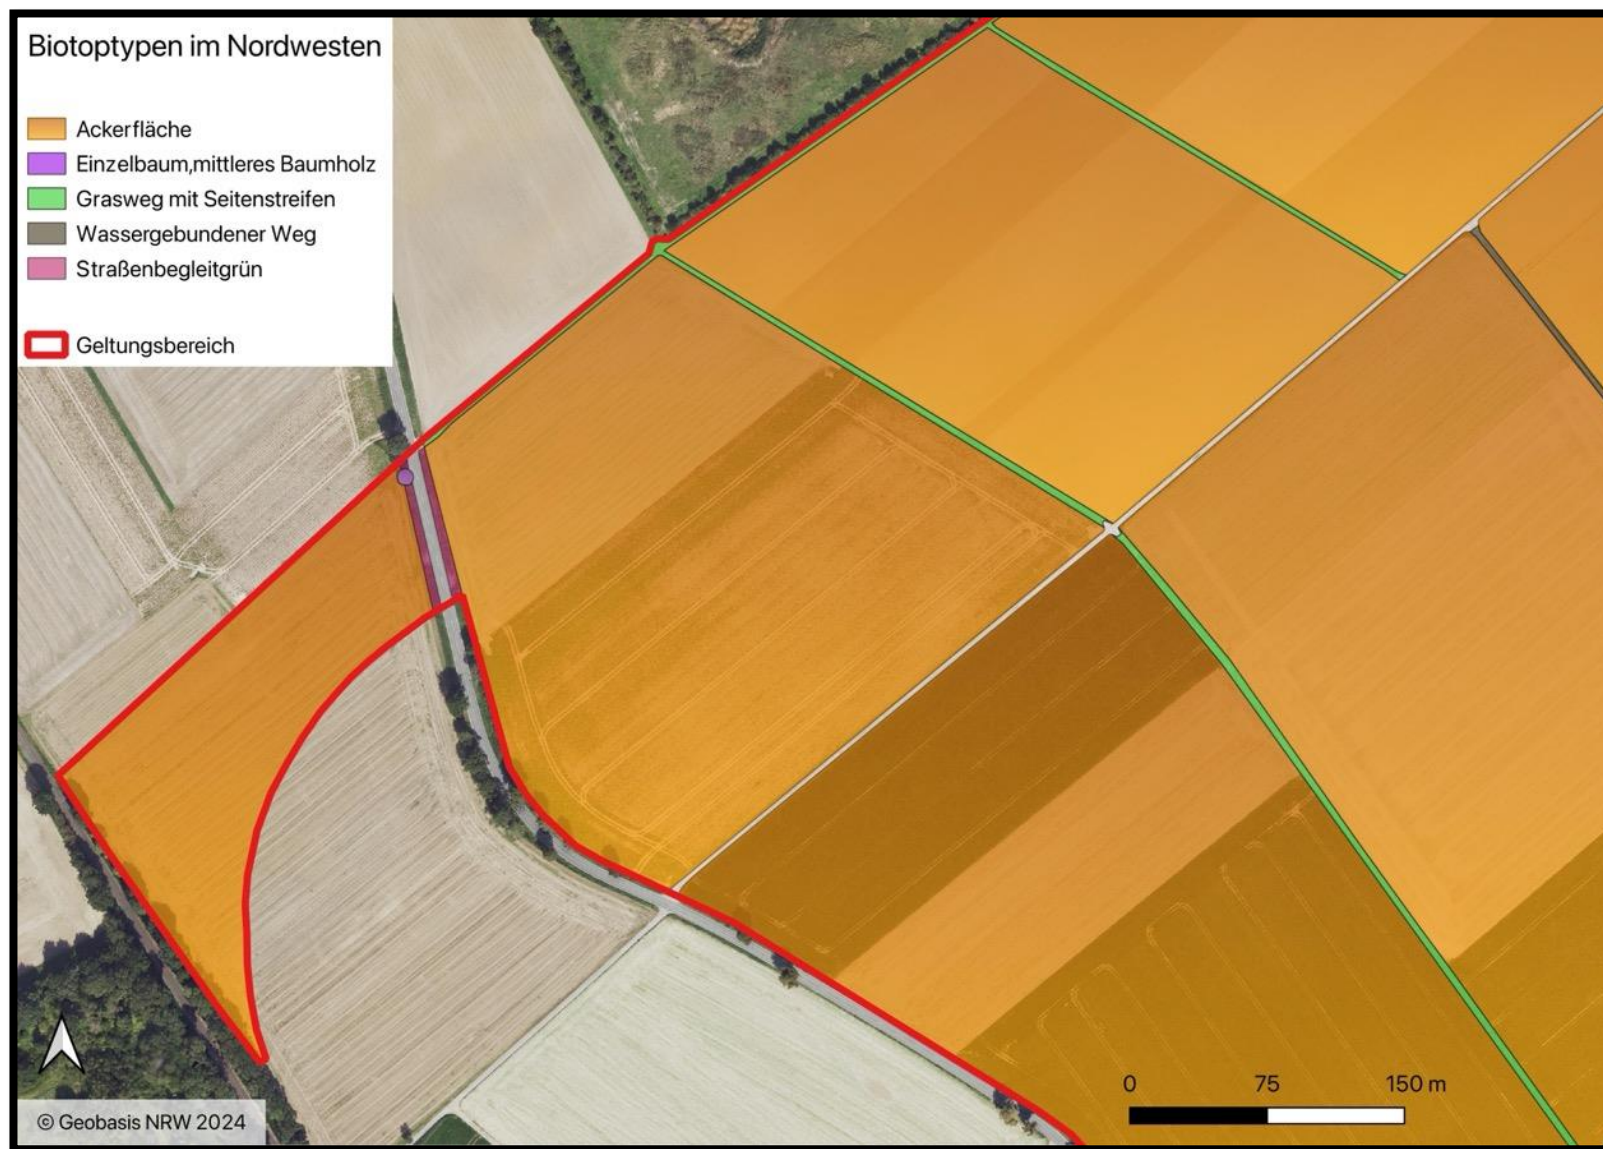 Biotoptypen im Nordwesten
Ackerfläche
Einzelbaum,mittleres Baumholz
Grasweg mit Seitenstreifen
Wassergebundener Weg
Straßenbegleitgrün
Geltungsbereich
0 75 150 m
© Geobasis NRW 2024